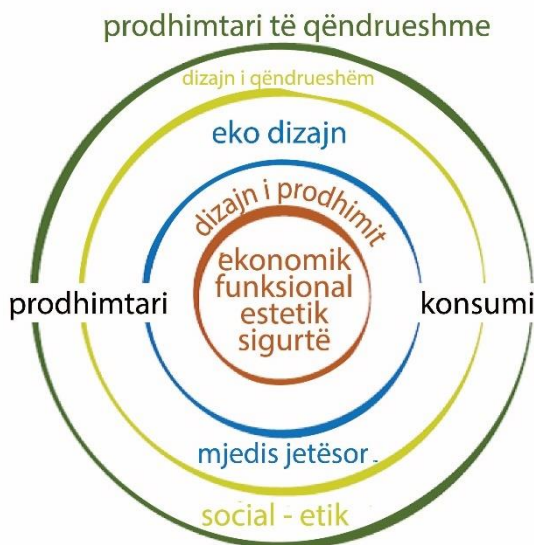 prodhimtari të qëndrueshme
dizajn i qëndrueshëm
eko dizajn
dizajn i prodhimit
ekonomik
funksional
estetik
sigurtë
prodhimtari
konsumi
mjedis jetësor
social - etik